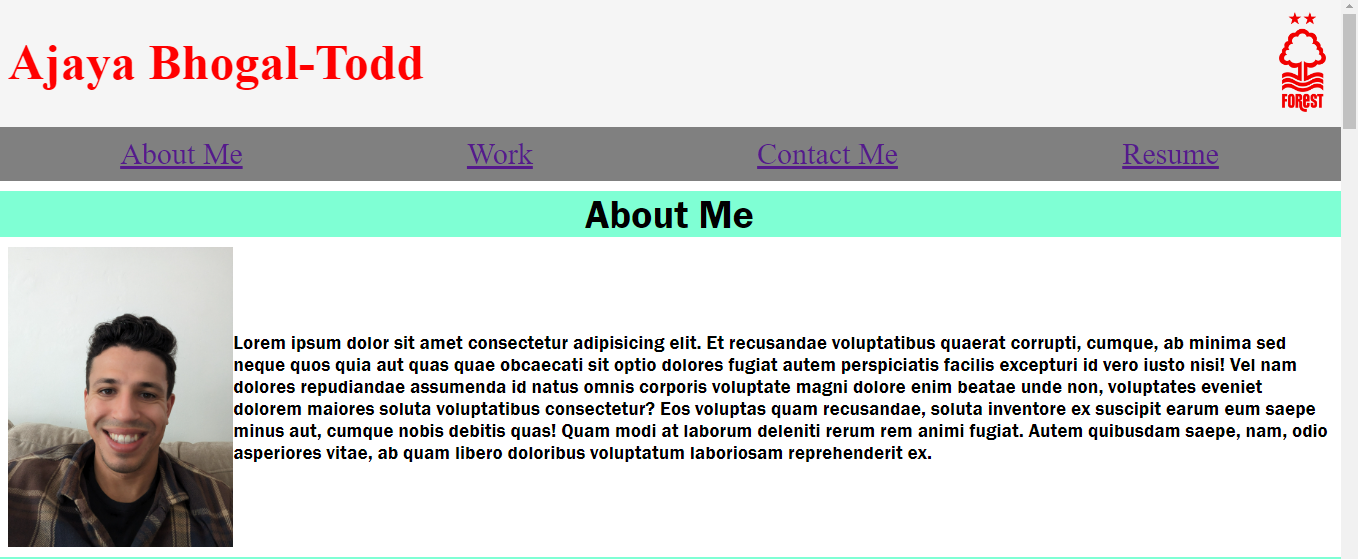 Ajaya Bhogal-Todd
FOREST
About Me
Work
Contact Me
Resume
About Me
Lorem ipsum dolor sit amet consectetur adipisicing elit. Et recusandae voluptatibus quaerat corrupti, cumque, ab minima sed
neque quos quia aut quas quae obcaecati sit optio dolores fugiat autem perspiciatis facilis excepturi id vero iusto nisi! Vel nam
dolores repudiandae assumenda id natus omnis corporis voluptate magni dolore enim beatae unde non, voluptates eveniet
dolorem maiores soluta voluptatibus consectetur? Eos voluptas quam recusandae, soluta inventore ex suscipit earum eum saepe
minus aut, cumque nobis debitis quas! Quam modi at laborum deleniti rerum rem animi fugiat. Autem quibusdam saepe, nam, odio
asperiores vitae, ab quam libero doloribus voluptatum laboriosam reprehenderit ex.